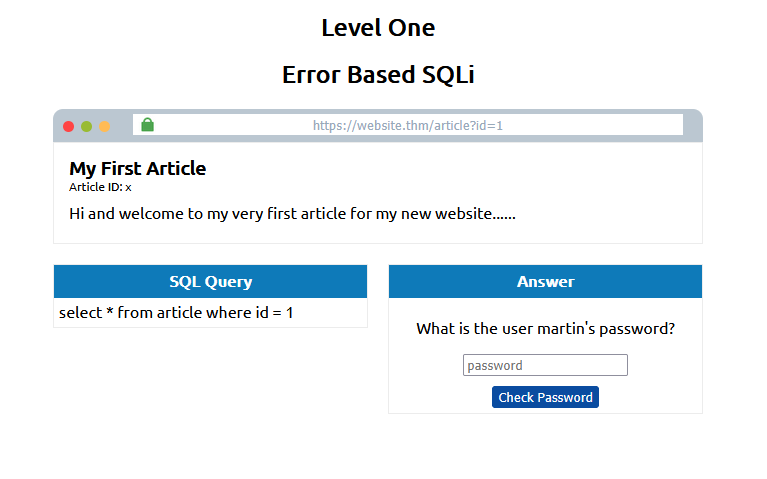 Level One
Error Based SQLi
https://website.thm/article?id=1
My First Article
Article ID: x
Hi and welcome to my very first article for my new website......
SQL Query
select * from article where id = 1
Answer
What is the user martin's password?
password
Check Password